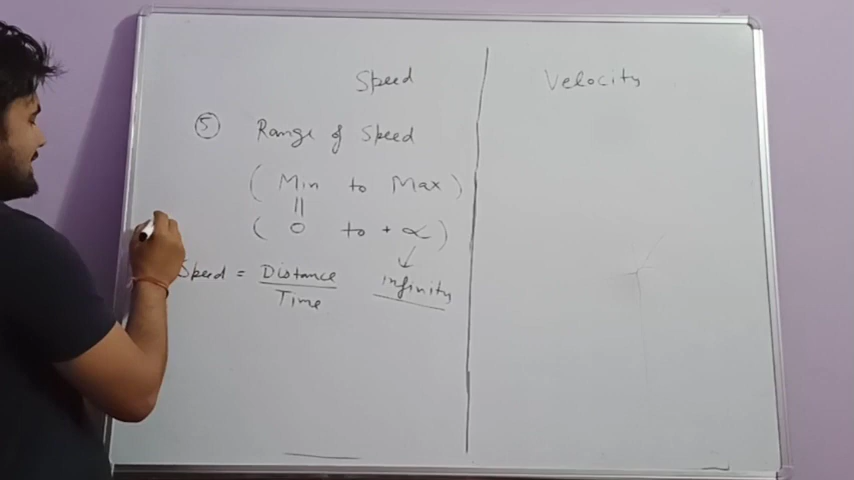 Speed Velocity
⑤ Range of Speed
( Min to Max )
||
( 0 to + ∝ )
↓
Speed = Distance / Time infinity